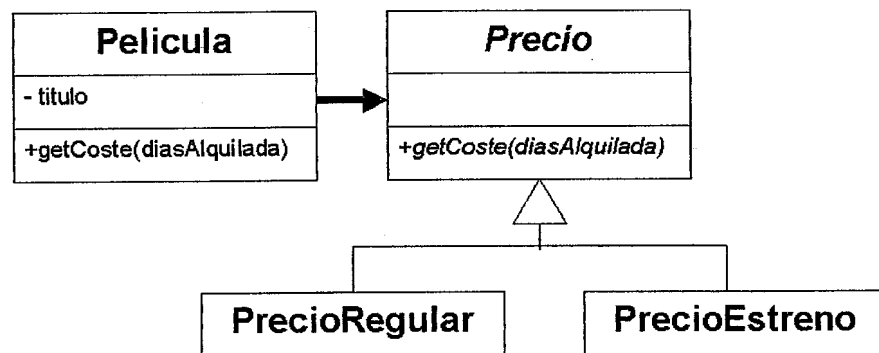 Pelicula
- titulo
+getCoste(diasAlquilada)
Precio
+getCoste(diasAlquilada)
PrecioRegular
PrecioEstreno